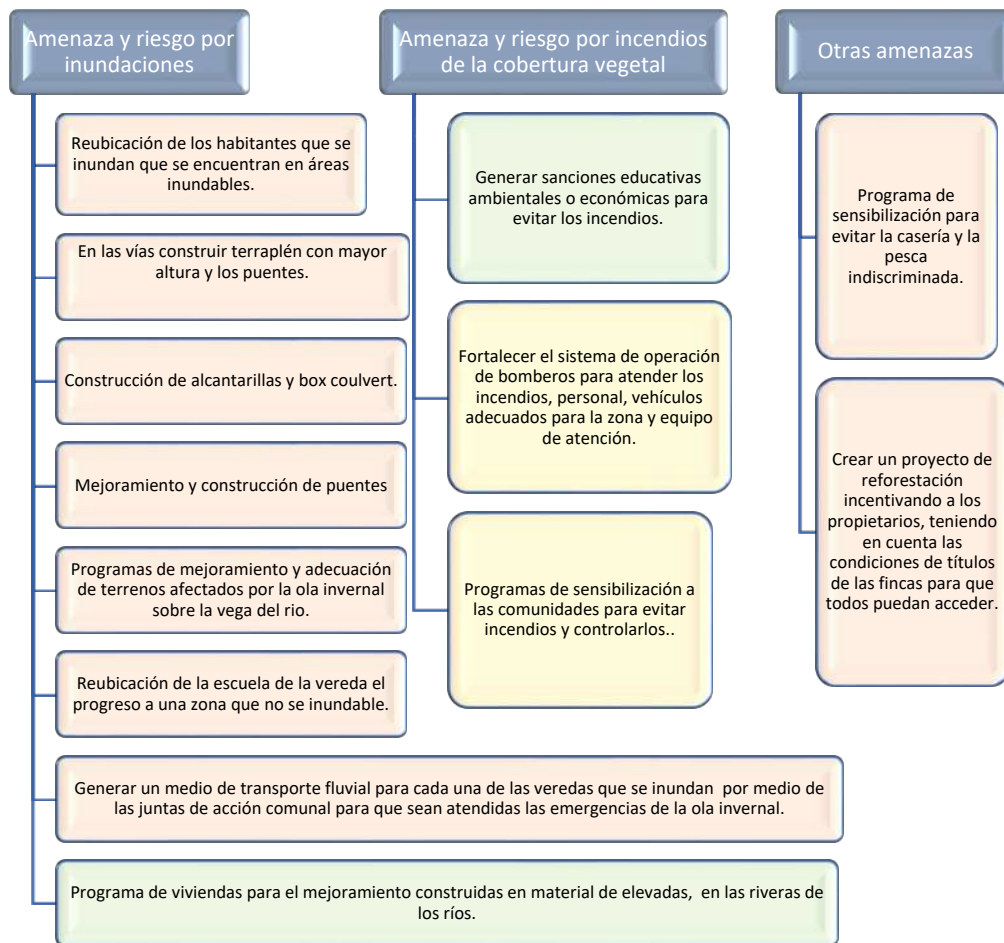 Amenaza y riesgo por
inundaciones
Reubicación de los habitantes que se
inundan que se encuentran en áreas
inundables.
En las vías construir terraplén con mayor
altura y los puentes.
Construcción de alcantarillas y box coulvert.
Mejoramiento y construcción de puentes
Programas de mejoramiento y adecuación
de terrenos afectados por la ola invernal
sobre la vega del rio.
Reubicación de la escuela de la vereda el
progreso a una zona que no se inundable.
Generar un medio de transporte fluvial para cada una de las veredas que se inundan por medio de
las juntas de acción comunal para que sean atendidas las emergencias de la ola invernal.
Programa de viviendas para el mejoramiento construidas en material de elevadas, en las riveras de
los ríos.
Amenaza y riesgo por incendios
de la cobertura vegetal
Generar sanciones educativas
ambientales o económicas para
evitar los incendios.
Fortalecer el sistema de operación
de bomberos para atender los
incendios, personal, vehículos
adecuados para la zona y equipo
de atención.
Programas de sensibilización a
las comunidades para evitar
incendios y controlarlos..
Otras amenazas
Programa de
sensibilización para
evitar la casería y la
pesca
indiscriminada.
Crear un proyecto de
reforestación
incentivando a los
propietarios, teniendo
en cuenta las
condiciones de títulos
de las fincas para que
todos puedan acceder.